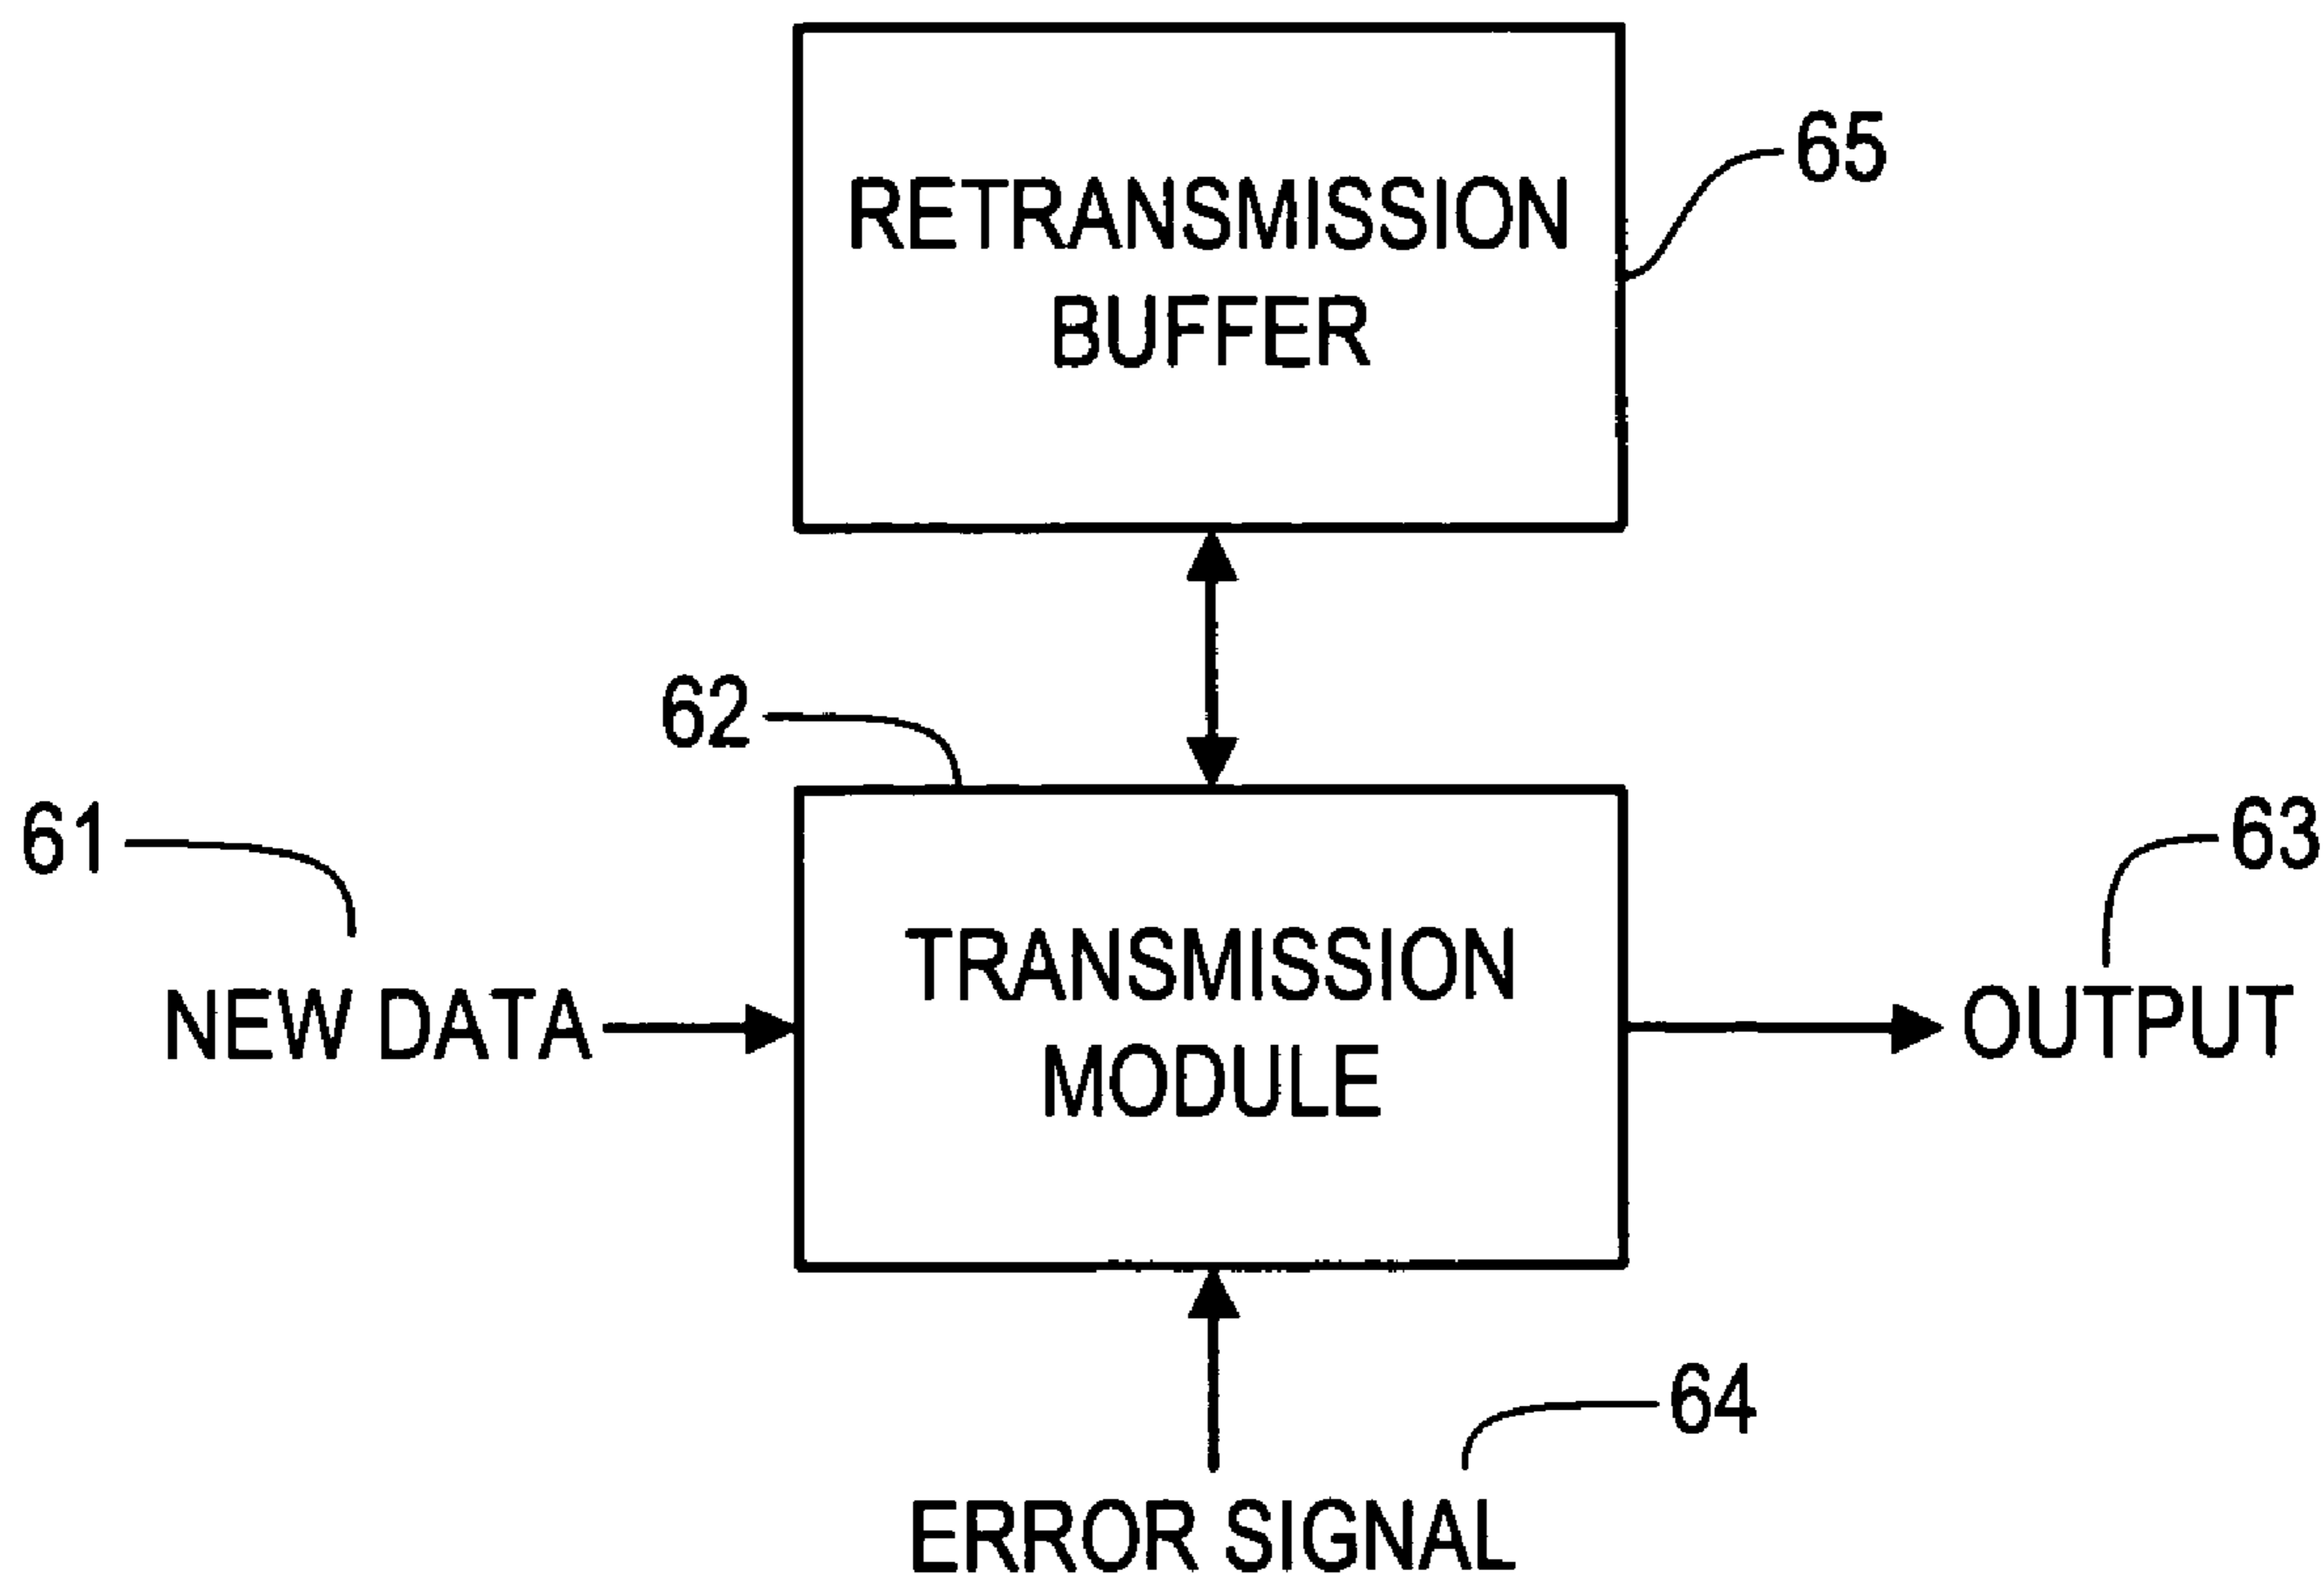 RETRANSMISSION
BUFFER
65
62
61
63
NEW DATA
TRANSMISSION
MODULE
OUTPUT
64
ERROR SIGNAL